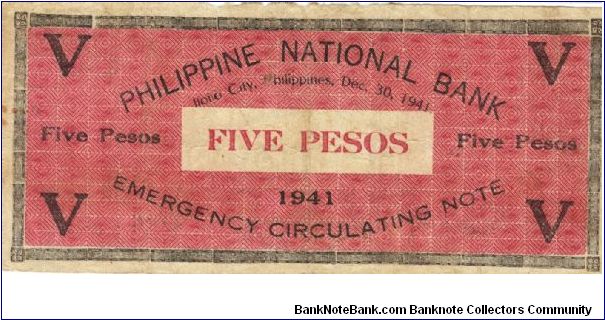 V V
PHILIPPINE NATIONAL BANK
Iloilo City, Philippines, Dec. 30, 1941
Five Pesos FIVE PESOS Five Pesos
1941
EMERGENCY CIRCULATING NOTE
V V
BankNoteBank.com Banknote Collectors Community